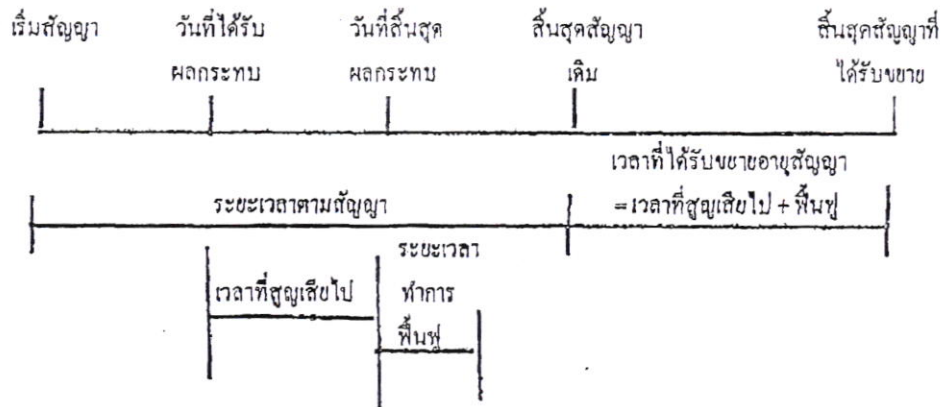 เริ่มสัญญา วันที่ได้รับ วันที่สิ้นสุด สิ้นสุดสัญญา สิ้นสุดสัญญาที่
ผลกระทบ ผลกระทบ เดิม ได้รับขยาย
เวลาที่ได้รับขยายอายุสัญญา
ระยะเวลาตามสัญญา =เวลาที่สูญเสียไป + ฟื้นฟู
ระยะเวลา
เวลาที่สูญเสียไป ทำการ
ฟื้นฟู